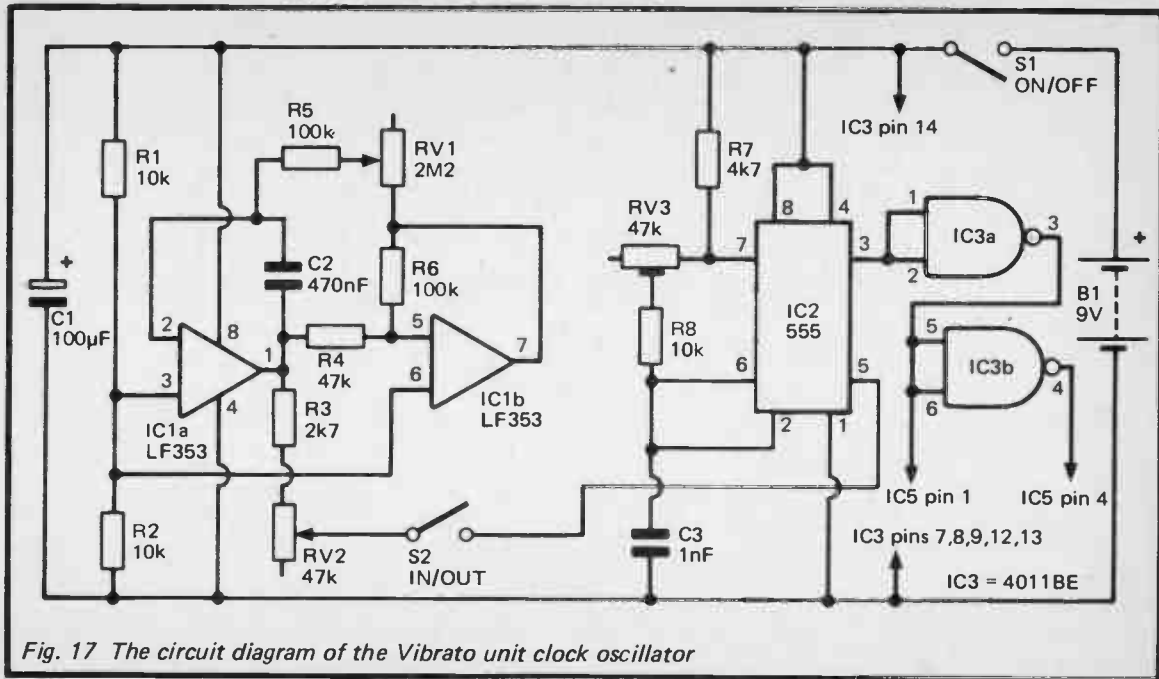 S1
ON/OFF
IC3 pin 14
R5
100k
RV1
2M2
R1
10k
R7
4k7
RV3
47k
8
4
7
3
1
2
3
IC3a
+
C1
100µF
C2
470nF
R6
100k
IC2
555
R8
10k
B1
9V
2
8
1
3
4
R4
47k
5
7
6
6
5
2
1
5
6
4
IC3b
IC1a
LF353
R3
2k7
IC1b
LF353
IC5 pin 1
IC5 pin 4
R2
10k
RV2
47k
S2
IN/OUT
C3
1nF
IC3 pins 7,8,9,12,13
IC3 = 4011BE
+
Fig. 17 The circuit diagram of the Vibrato unit clock oscillator